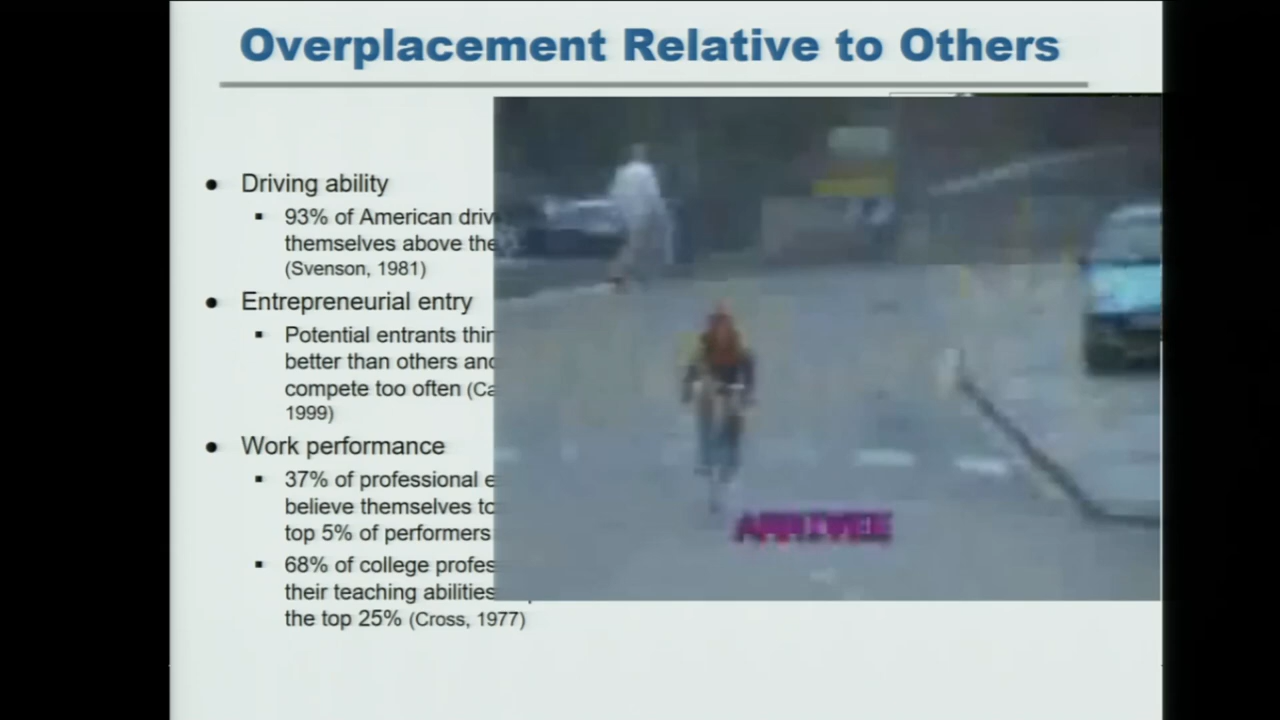 Overplacement Relative to Others
● Driving ability
▪ 93% of American driv
themselves above the
(Svenson, 1981)
● Entrepreneurial entry
▪ Potential entrants thin
better than others and
compete too often (Ca
1999)
● Work performance
▪ 37% of professional e
believe themselves to
top 5% of performers
▪ 68% of college profes
their teaching abilities
the top 25% (Cross, 1977)
ARRIVEE